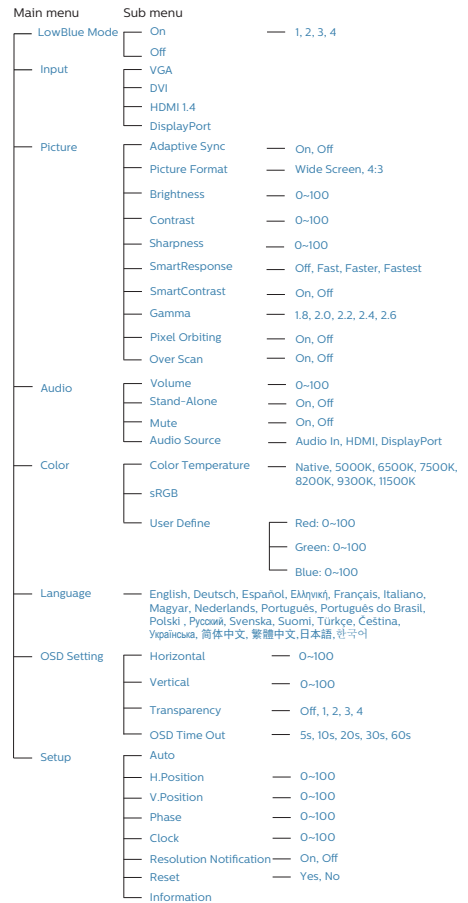 Main menu Sub menu
LowBlue Mode On 1, 2, 3, 4
Off
Input VGA
DVI
HDMI 1.4
DisplayPort
Picture Adaptive Sync On, Off
Picture Format Wide Screen, 4:3
Brightness 0~100
Contrast 0~100
Sharpness 0~100
SmartResponse Off, Fast, Faster, Fastest
SmartContrast On, Off
Gamma 1.8, 2.0, 2.2, 2.4, 2.6
Pixel Orbiting On, Off
Over Scan On, Off
Audio Volume 0~100
Stand-Alone On, Off
Mute On, Off
Audio Source Audio In, HDMI, DisplayPort
Color Color Temperature Native, 5000K, 6500K, 7500K,
8200K, 9300K, 11500K
sRGB
User Define Red: 0~100
Green: 0~100
Blue: 0~100
Language English, Deutsch, Español, Ελληνική, Français, Italiano,
Magyar, Nederlands, Português, Português do Brasil,
Polski , Русский, Svenska, Suomi, Türkçe, Čeština,
Українська, 简体中文, 繁體中文,日本語,한국어
OSD Setting Horizontal 0~100
Vertical 0~100
Transparency Off, 1, 2, 3, 4
OSD Time Out 5s, 10s, 20s, 30s, 60s
Setup Auto
H.Position 0~100
V.Position 0~100
Phase 0~100
Clock 0~100
Resolution Notification On, Off
Reset Yes, No
Information